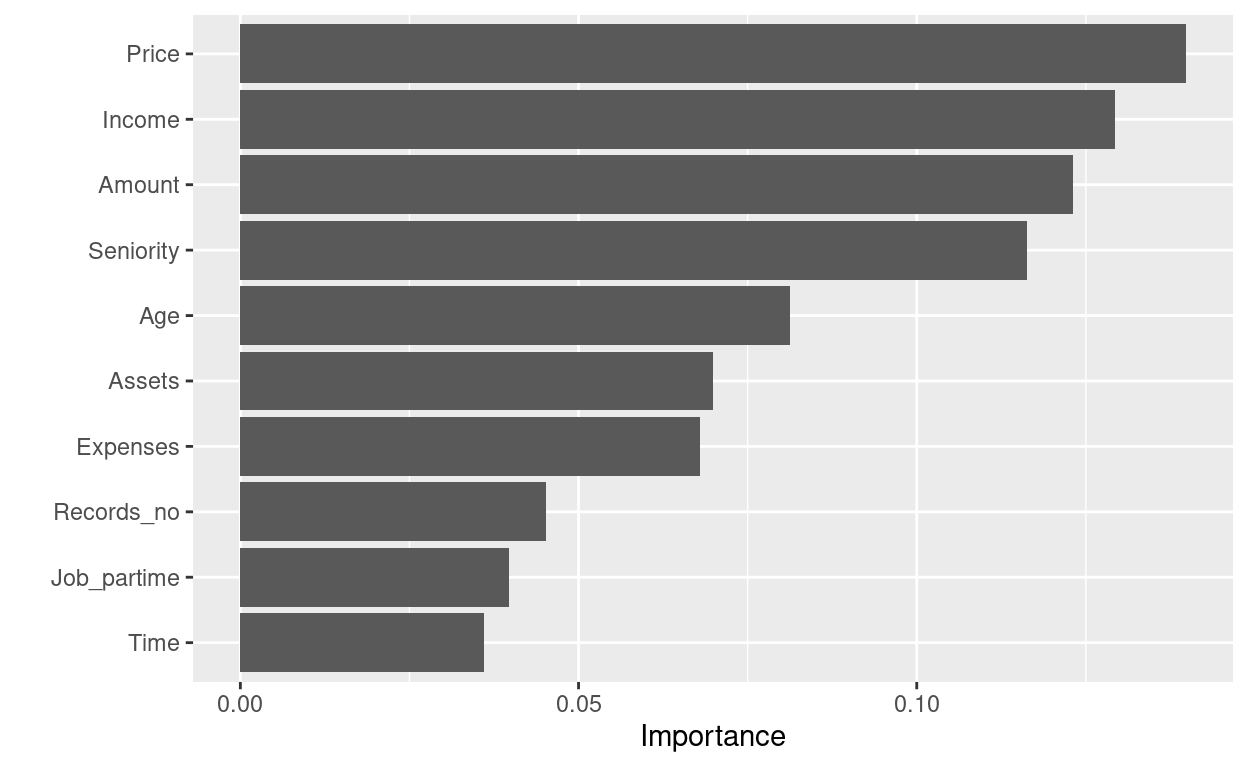 Price
Income
Amount
Seniority
Age
Assets
Expenses
Records_no
Job_partime
Time
0.00 0.05 0.10
Importance